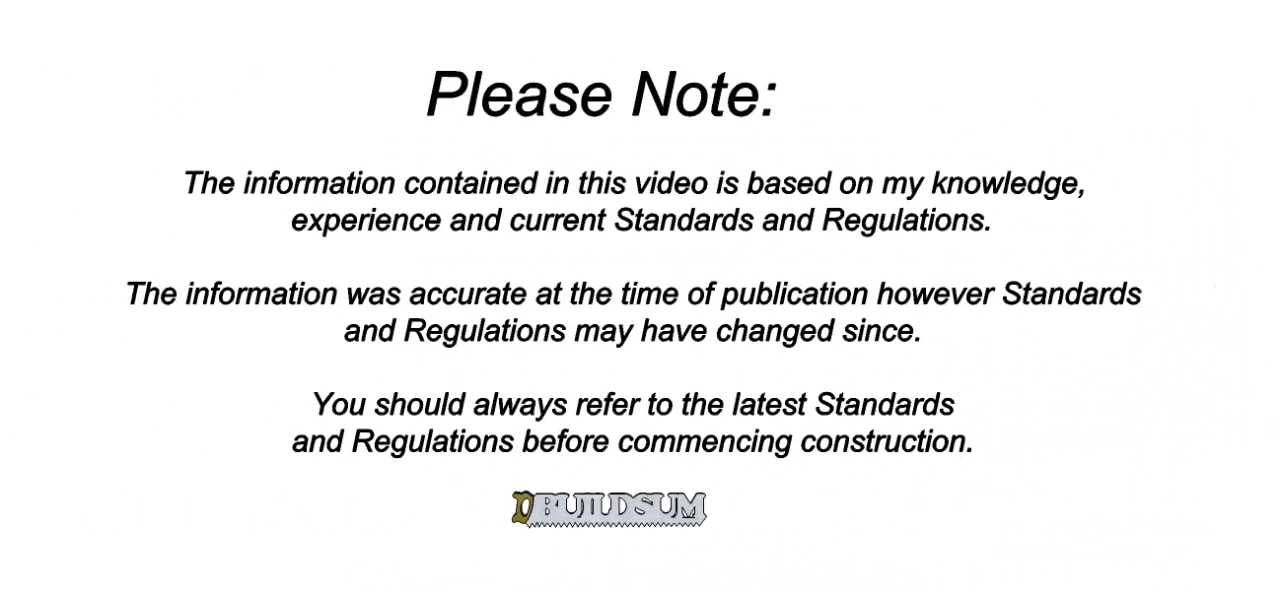 Please Note:
The information contained in this video is based on my knowledge,
experience and current Standards and Regulations.
The information was accurate at the time of publication however Standards
and Regulations may have changed since.
You should always refer to the latest Standards
and Regulations before commencing construction.
BUILDSUM